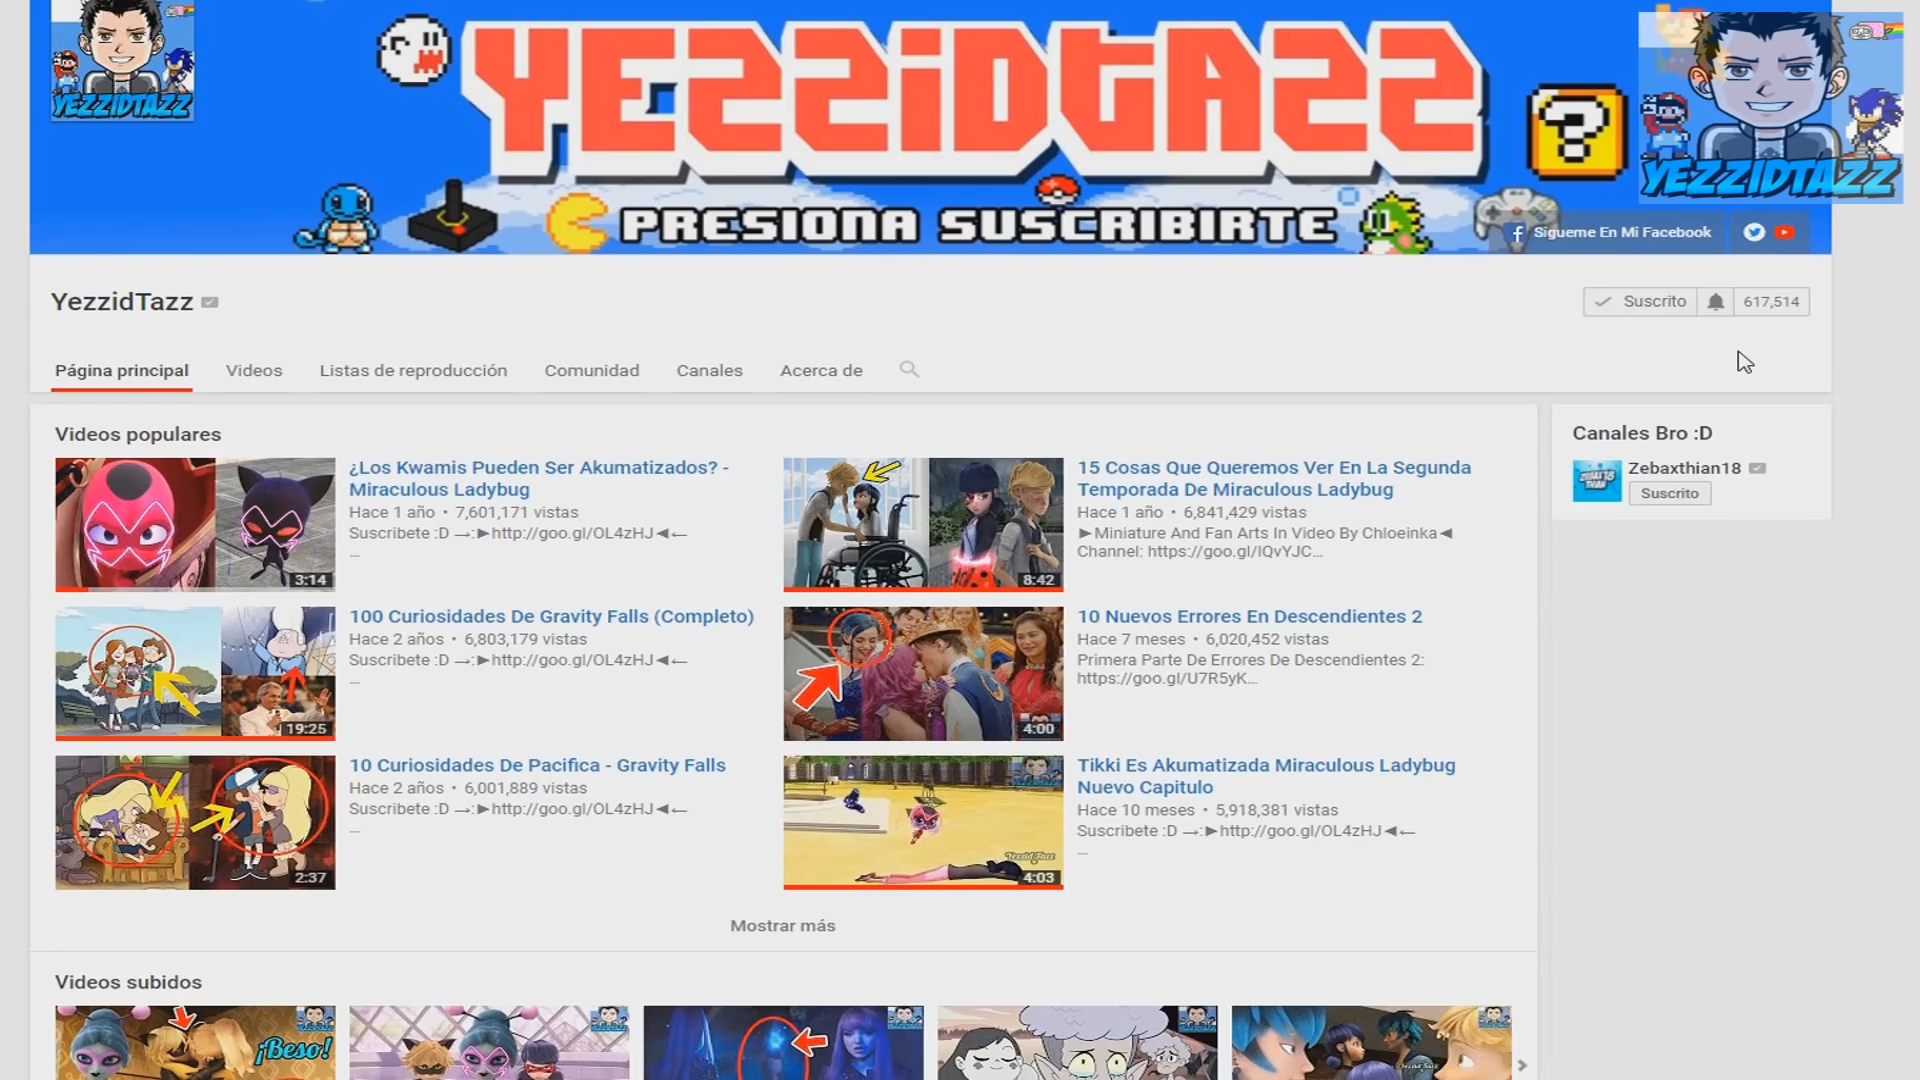 YEZZIDTAZZ
YEZZIDTAZZ
YEZZIDTAZZ
PRESIONA SUSCRIBIRTE
Sigueme En Mi Facebook
YezzidTazz
Suscrito
617,514
Página principal
Videos
Listas de reproducción
Comunidad
Canales
Acerca de
Videos populares
3:14
¿Los Kwamis Pueden Ser Akumatizados? -
Miraculous Ladybug
Hace 1 año • 7,601,171 vistas
Suscribete :D →:►http://goo.gl/OL4zHJ◄←
...
8:42
15 Cosas Que Queremos Ver En La Segunda
Temporada De Miraculous Ladybug
Hace 1 año • 6,841,429 vistas
►Miniature And Fan Arts In Video By Chloeinka◄
Channel: https://goo.gl/IQvYJC...
19:25
100 Curiosidades De Gravity Falls (Completo)
Hace 2 años • 6,803,179 vistas
Suscribete :D →:►http://goo.gl/OL4zHJ◄←
...
4:00
10 Nuevos Errores En Descendientes 2
Hace 7 meses • 6,020,452 vistas
Primera Parte De Errores De Descendientes 2:
https://goo.gl/U7R5yK...
2:37
10 Curiosidades De Pacifica - Gravity Falls
Hace 2 años • 6,001,889 vistas
Suscribete :D →:►http://goo.gl/OL4zHJ◄←
...
YezzidTazz
4:03
Tikki Es Akumatizada Miraculous Ladybug
Nuevo Capitulo
Hace 10 meses • 5,918,381 vistas
Suscribete :D →:►http://goo.gl/OL4zHJ◄←
...
Mostrar más
Canales Bro :D
Zebaxthian18
Suscrito
Videos subidos
¡Beso!